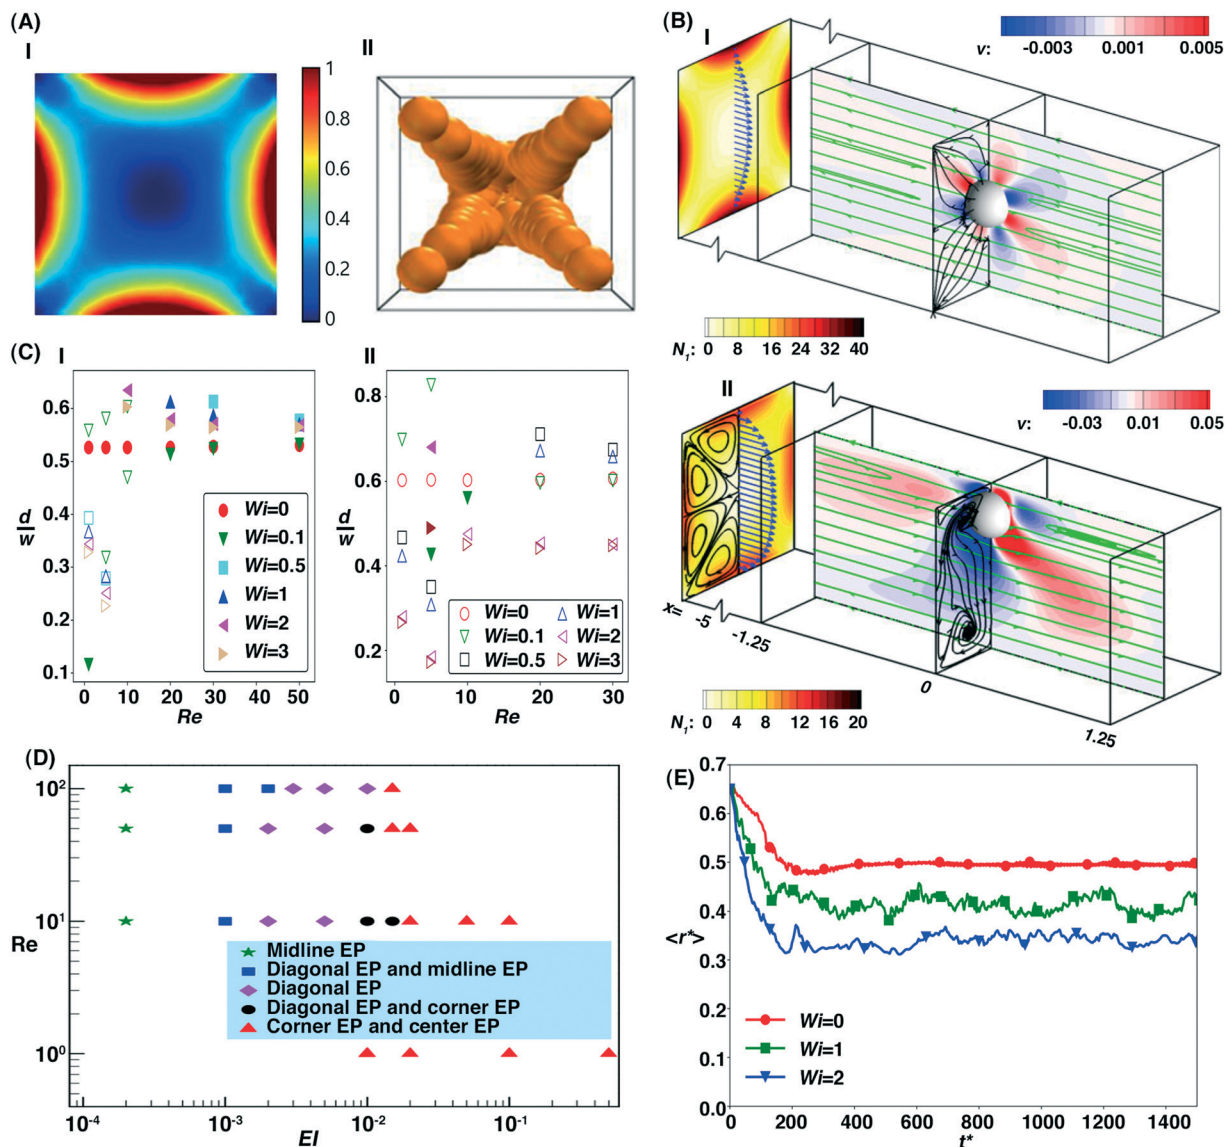 (A)
I
II
1
0.8
0.6
0.4
0.2
0
(B)
I
v: -0.003 0.001 0.005
N1: 0 8 16 24 32 40
II
v: -0.03 0.01 0.05
x= -5 -1.25 0 1.25
N1: 0 4 8 12 16 20
(C)
I
0.6
0.5
d/w
0.4
0.3
0.2
0.1
0 10 20 30 40 50
Re
Wi=0
Wi=0.1
Wi=0.5
Wi=1
Wi=2
Wi=3
II
0.8
0.6
d/w
0.4
0.2
0 10 20 30
Re
Wi=0 Wi=1
Wi=0.1 Wi=2
Wi=0.5 Wi=3
(D)
10²
10¹
Re
10⁰
Midline EP
Diagonal EP and midline EP
Diagonal EP
Diagonal EP and corner EP
Corner EP and center EP
10⁻⁴ 10⁻³ 10⁻² 10⁻¹
El
(E)
0.7
0.6
0.5
0.4
<r*>
0.3
0.2
0.1
0.0
Wi=0
Wi=1
Wi=2
0 200 400 600 800 1000 1200 1400
t*